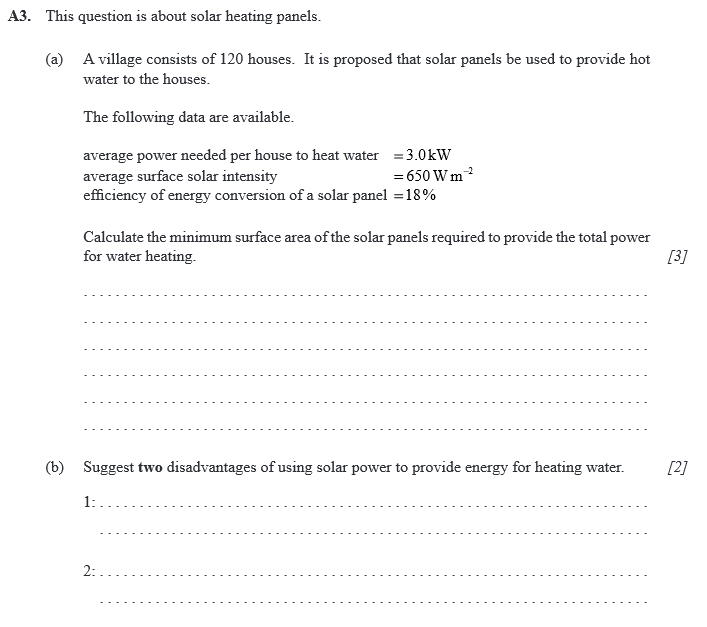 A3. This question is about solar heating panels.
(a) A village consists of 120 houses. It is proposed that solar panels be used to provide hot
water to the houses.
The following data are available.
average power needed per house to heat water = 3.0 kW
average surface solar intensity = 650 W m⁻²
efficiency of energy conversion of a solar panel = 18%
Calculate the minimum surface area of the solar panels required to provide the total power
for water heating. [3]
(b) Suggest two disadvantages of using solar power to provide energy for heating water. [2]
1:
2: